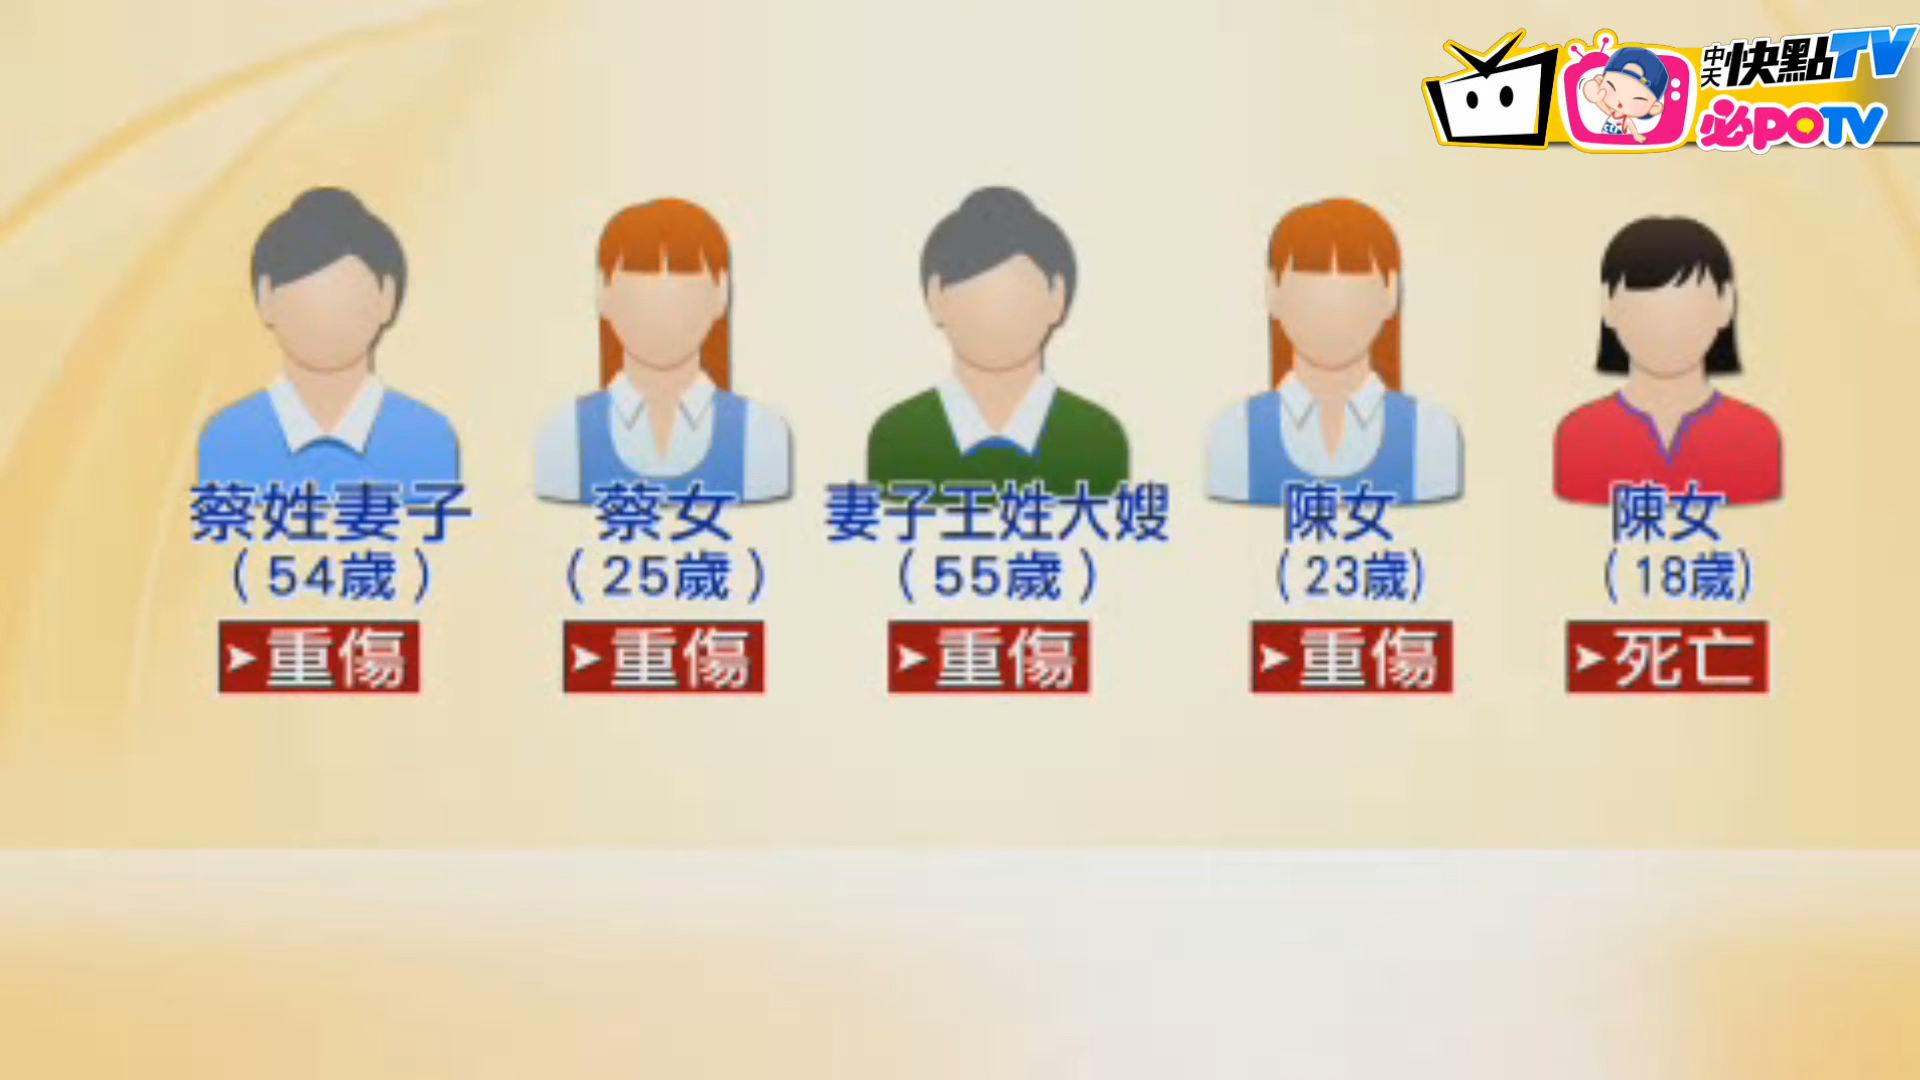 中天快點TV
必POTV
蔡姓妻子
(54歲)
重傷
蔡女
(25歲)
重傷
妻子王姓大嫂
(55歲)
重傷
陳女
(23歲)
重傷
陳女
(18歲)
死亡